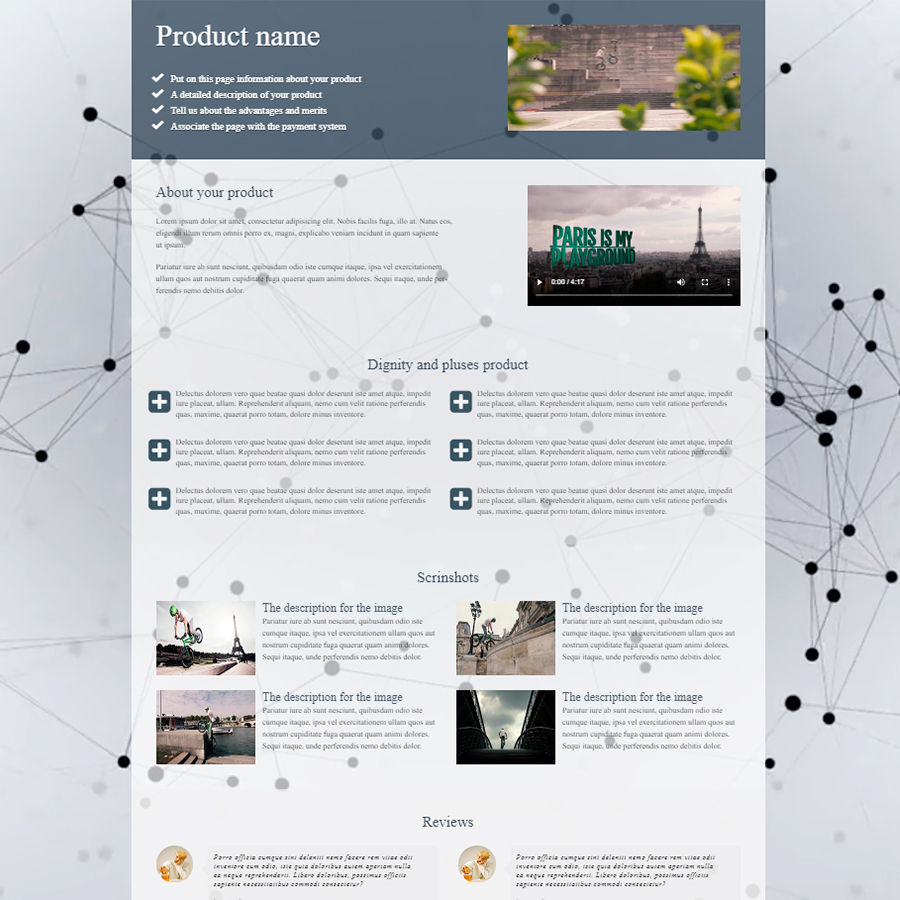 Product name
Put on this page information about your product
A detailed description of your product
Tell us about the advantages and merits
Associate the page with the payment system
About your product
Lorem ipsum dolor sit amet, consectetur adipisicing elit. Nobis facilis fuga, illo at. Natus eos,
eligendi illum rerum omnis porro ex, magni, explicabo veniam incidunt in quam sapiente
ut ipsum.
Pariatur iure ab sunt nesciunt, quibusdam odio iste cumque itaque, ipsa vel exercitationem
ullam quos aut nostrum cupiditate fuga quaerat quam animi dolores. Sequi itaque, unde per-
ferendis nemo debitis dolor.
PARIS IS MY
PLAYGROUND
0:00 / 4:17
Dignity and pluses product
Delectus dolorem vero quae beatae quasi dolor deserunt iste amet atque, impedit
iure placeat, ullam. Reprehenderit aliquam, nemo cum velit ratione perferendis
quas, maxime, quaerat porro totam, dolore minus inventore.
Delectus dolorem vero quae beatae quasi dolor deserunt iste amet atque, impedit
iure placeat, ullam. Reprehenderit aliquam, nemo cum velit ratione perferendis
quas, maxime, quaerat porro totam, dolore minus inventore.
Delectus dolorem vero quae beatae quasi dolor deserunt iste amet atque, impedit
iure placeat, ullam. Reprehenderit aliquam, nemo cum velit ratione perferendis
quas, maxime, quaerat porro totam, dolore minus inventore.
Delectus dolorem vero quae beatae quasi dolor deserunt iste amet atque, impedit
iure placeat, ullam. Reprehenderit aliquam, nemo cum velit ratione perferendis
quas, maxime, quaerat porro totam, dolore minus inventore.
Delectus dolorem vero quae beatae quasi dolor deserunt iste amet atque, impedit
iure placeat, ullam. Reprehenderit aliquam, nemo cum velit ratione perferendis
quas, maxime, quaerat porro totam, dolore minus inventore.
Delectus dolorem vero quae beatae quasi dolor deserunt iste amet atque, impedit
iure placeat, ullam. Reprehenderit aliquam, nemo cum velit ratione perferendis
quas, maxime, quaerat porro totam, dolore minus inventore.
Scrinshots
The description for the image
Pariatur iure ab sunt nesciunt, quibusdam odio iste
cumque itaque, ipsa vel exercitationem ullam quos aut
nostrum cupiditate fuga quaerat quam animi dolores.
Sequi itaque, unde perferendis nemo debitis dolor.
The description for the image
Pariatur iure ab sunt nesciunt, quibusdam odio iste
cumque itaque, ipsa vel exercitationem ullam quos aut
nostrum cupiditate fuga quaerat quam animi dolores.
Sequi itaque, unde perferendis nemo debitis dolor.
The description for the image
Pariatur iure ab sunt nesciunt, quibusdam odio iste
cumque itaque, ipsa vel exercitationem ullam quos aut
nostrum cupiditate fuga quaerat quam animi dolores.
Sequi itaque, unde perferendis nemo debitis dolor.
The description for the image
Pariatur iure ab sunt nesciunt, quibusdam odio iste
cumque itaque, ipsa vel exercitationem ullam quos aut
nostrum cupiditate fuga quaerat quam animi dolores.
Sequi itaque, unde perferendis nemo debitis dolor.
Reviews
Porro officia cumque sint deleniti nemo facere rem vitae odit
inventore cum odio, iste quia doloribus autem aperiam nulla
ea neque reprehenderit. Libero doloribus, possimus officiis
sapiente necessitatibus commodi consectetur?
Porro officia cumque sint deleniti nemo facere rem vitae odit
inventore cum odio, iste quia doloribus autem aperiam nulla
ea neque reprehenderit. Libero doloribus, possimus officiis
sapiente necessitatibus commodi consectetur?